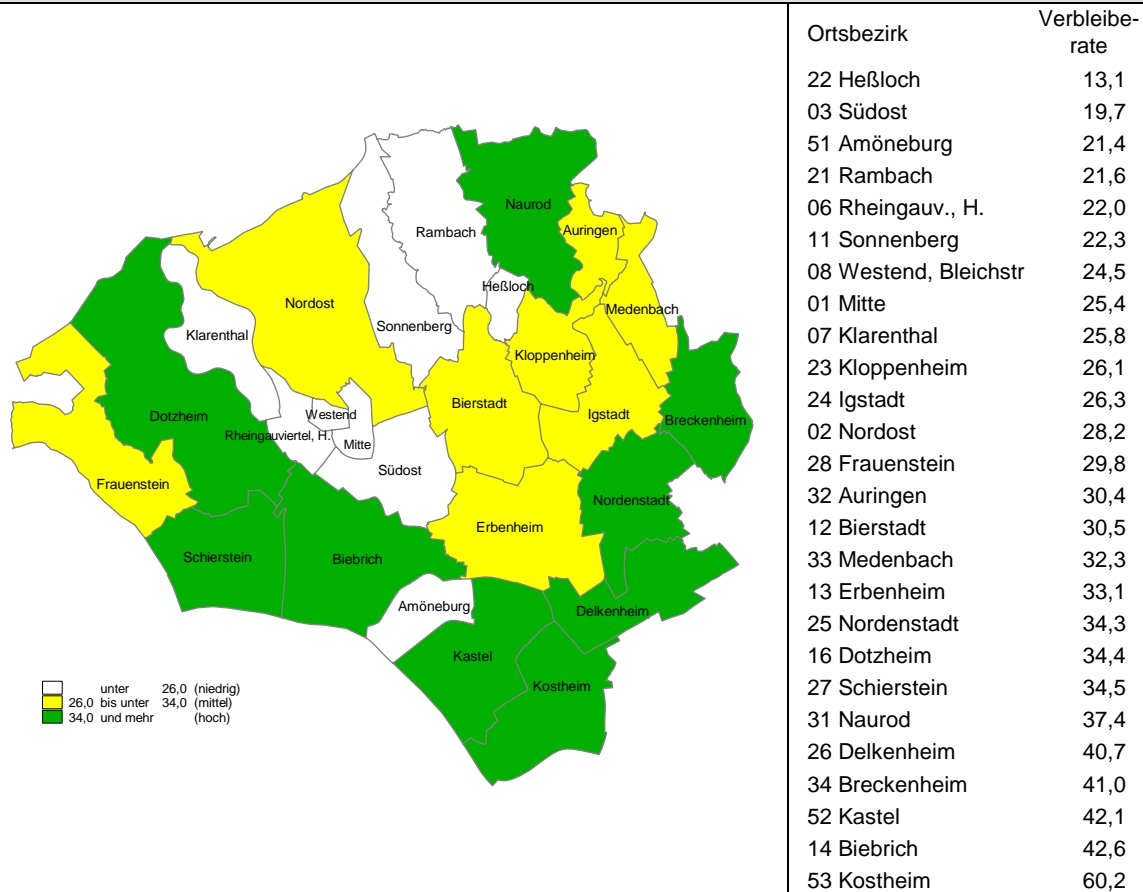 Naurod
Rambach
Auringen
Heßloch
Nordost
Medenbach
Sonnenberg
Klarenthal
Kloppenheim
Bierstadt
Igstadt
Westend
Dotzheim
Breckenheim
Rheingauviertel, H.
Mitte
Südost
Frauenstein
Nordenstadt
Erbenheim
Schierstein
Biebrich
Amöneburg
Delkenheim
Kastel
Kostheim
unter 26,0 (niedrig)
26,0 bis unter 34,0 (mittel)
34,0 und mehr (hoch)
Ortsbezirk Verbleibe-
rate
22 Heßloch 13,1
03 Südost 19,7
51 Amöneburg 21,4
21 Rambach 21,6
06 Rheingauv., H. 22,0
11 Sonnenberg 22,3
08 Westend, Bleichstr 24,5
01 Mitte 25,4
07 Klarenthal 25,8
23 Kloppenheim 26,1
24 Igstadt 26,3
02 Nordost 28,2
28 Frauenstein 29,8
32 Auringen 30,4
12 Bierstadt 30,5
33 Medenbach 32,3
13 Erbenheim 33,1
25 Nordenstadt 34,3
16 Dotzheim 34,4
27 Schierstein 34,5
31 Naurod 37,4
26 Delkenheim 40,7
34 Breckenheim 41,0
52 Kastel 42,1
14 Biebrich 42,6
53 Kostheim 60,2